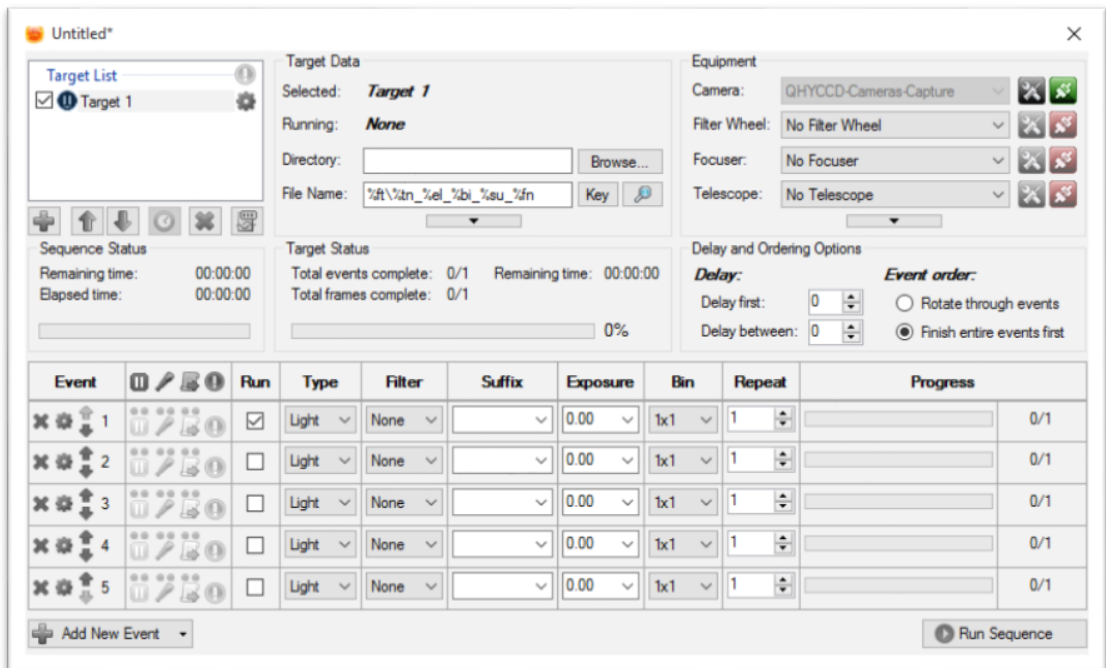 Untitled*
Target List
Target 1
Target Data
Selected: Target 1
Running: None
Directory: Browse...
File Name: %ft\%tn_%el_%bi_%su_%fn Key
Equipment
Camera: QHYCCD-Cameras-Capture
Filter Wheel: No Filter Wheel
Focuser: No Focuser
Telescope: No Telescope
Sequence Status
Remaining time: 00:00:00
Elapsed time: 00:00:00
Target Status
Total events complete: 0/1 Remaining time: 00:00:00
Total frames complete: 0/1
0%
Delay and Ordering Options
Delay: Event order:
Delay first: 0 Rotate through events
Delay between: 0 Finish entire events first
Event Run Type Filter Suffix Exposure Bin Repeat Progress
1 Light None 0.00 1x1 1 0/1
2 Light None 0.00 1x1 1 0/1
3 Light None 0.00 1x1 1 0/1
4 Light None 0.00 1x1 1 0/1
5 Light None 0.00 1x1 1 0/1
Add New Event Run Sequence